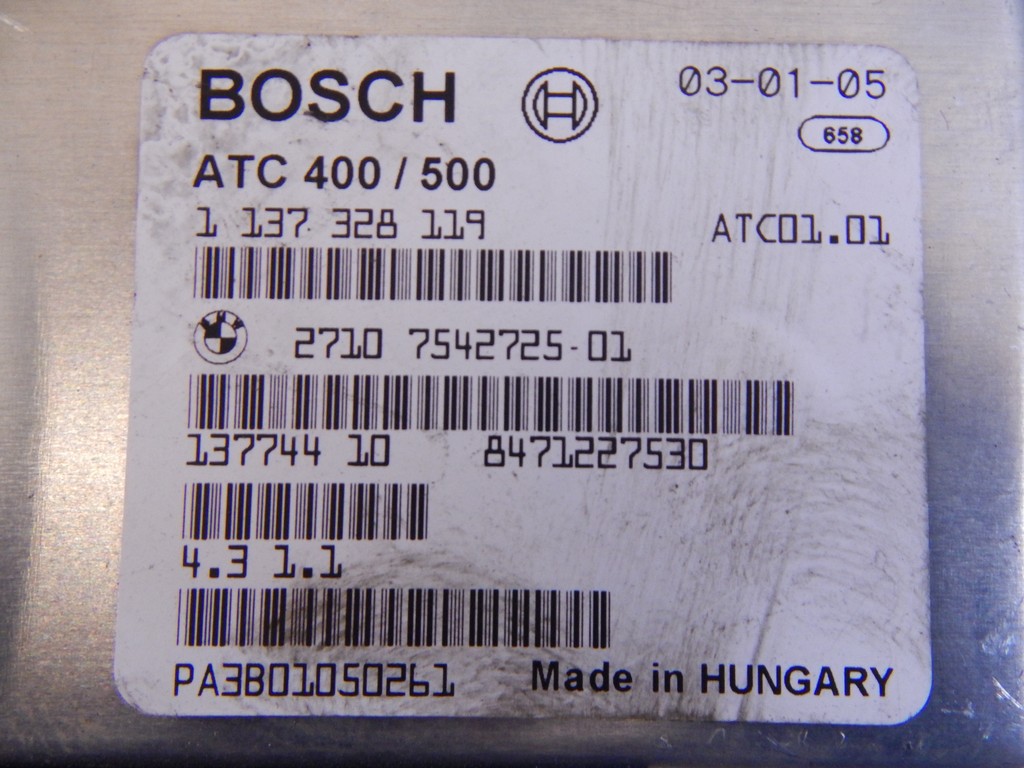 BOSCH 03-01-05
658
ATC 400 / 500
1 137 328 119 ATC01.01
2710 7542725-01
137744 10 8471227530
4.3 1.1
PA3B01050261 Made in HUNGARY